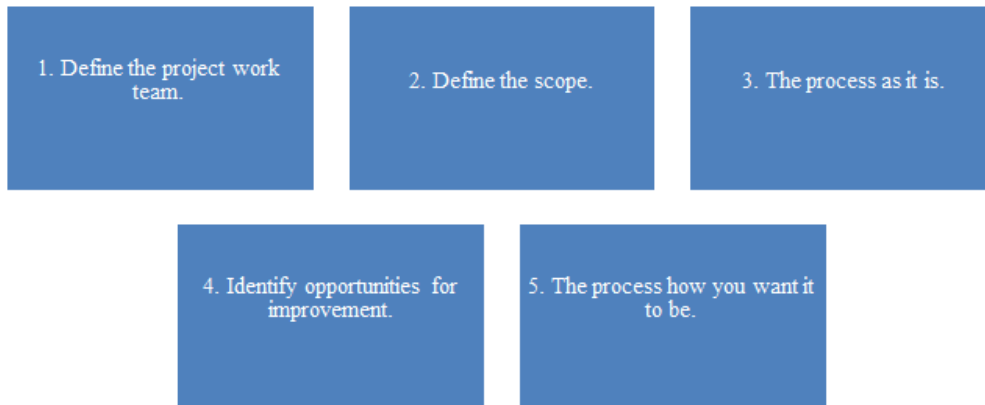 1. Define the project work
team.
2. Define the scope.
3. The process as it is.
4. Identify opportunities for
improvement.
5. The process how you want it
to be.